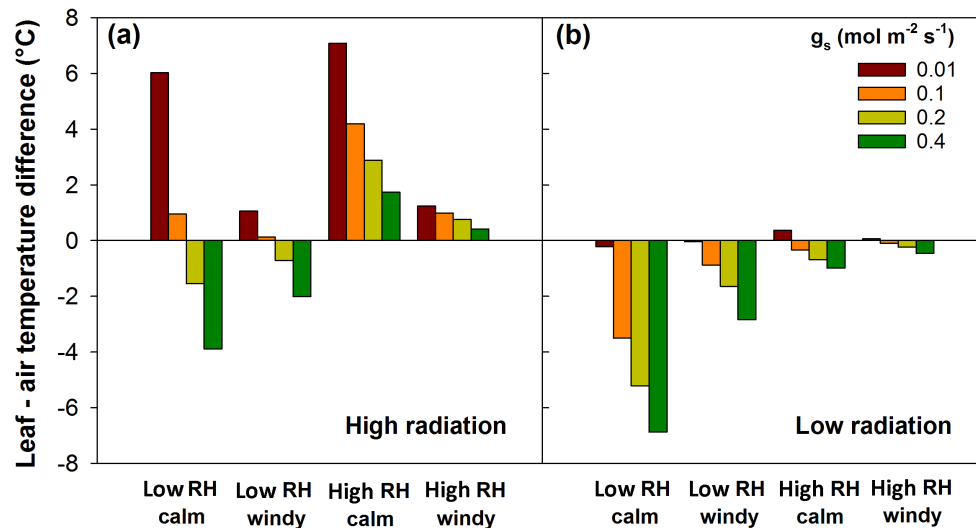 Leaf - air temperature difference (°C)
8
6
4
2
0
-2
-4
-6
-8
(a)
High radiation
Low RH
calm
Low RH
windy
High RH
calm
High RH
windy
(b)
gs (mol m-2 s-1)
0.01
0.1
0.2
0.4
Low radiation
Low RH
calm
Low RH
windy
High RH
calm
High RH
windy